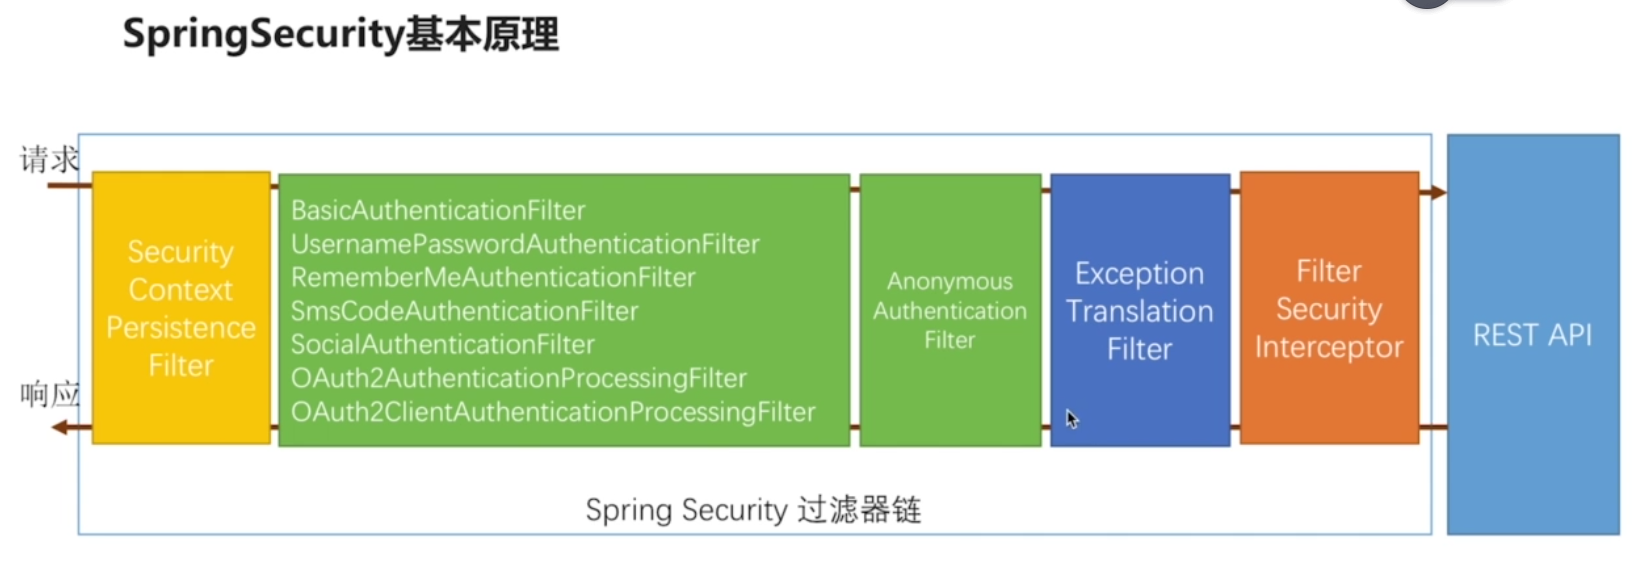 SpringSecurity基本原理
请求
响应
Security
Context
Persistence
Filter
BasicAuthenticationFilter
UsernamePasswordAuthenticationFilter
RememberMeAuthenticationFilter
SmsCodeAuthenticationFilter
SocialAuthenticationFilter
OAuth2AuthenticationProcessingFilter
OAuth2ClientAuthenticationProcessingFilter
Anonymous
Authentication
Filter
Exception
Translation
Filter
Filter
Security
Interceptor
REST API
Spring Security 过滤器链